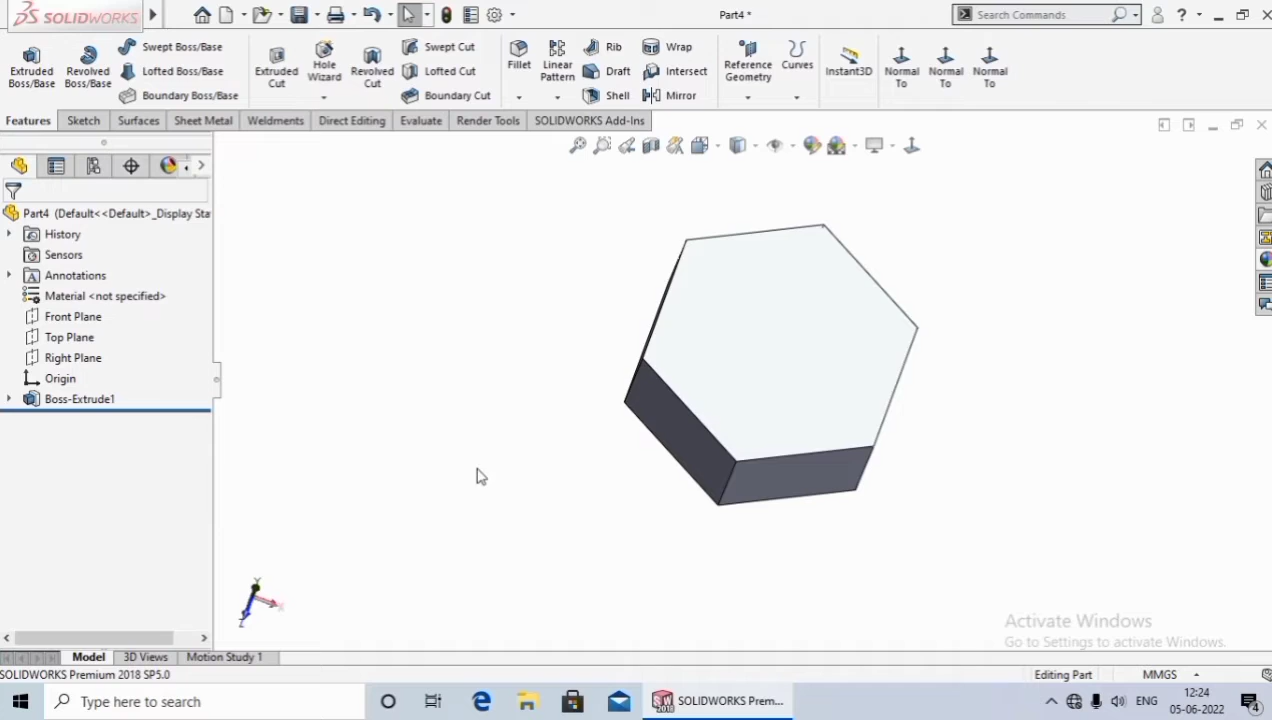 SOLIDWORKS
Part4 *
Search Commands
Extruded Boss/Base
Revolved Boss/Base
Swept Boss/Base
Lofted Boss/Base
Boundary Boss/Base
Extruded Cut
Hole Wizard
Revolved Cut
Swept Cut
Lofted Cut
Boundary Cut
Fillet
Linear Pattern
Rib
Draft
Shell
Wrap
Intersect
Mirror
Reference Geometry
Curves
Instant3D
Normal To
Normal To
Normal To
Features
Sketch
Surfaces
Sheet Metal
Weldments
Direct Editing
Evaluate
Render Tools
SOLIDWORKS Add-Ins
Part4 (Default<<Default>_Display Sta
History
Sensors
Annotations
Material <not specified>
Front Plane
Top Plane
Right Plane
Origin
Boss-Extrude1
Y
X
Z
Activate Windows
Go to Settings to activate Windows.
Model
3D Views
Motion Study 1
SOLIDWORKS Premium 2018 SP5.0
Editing Part
MMGS
Type here to search
SOLIDWORKS Prem...
ENG
12:24
05-06-2022
4